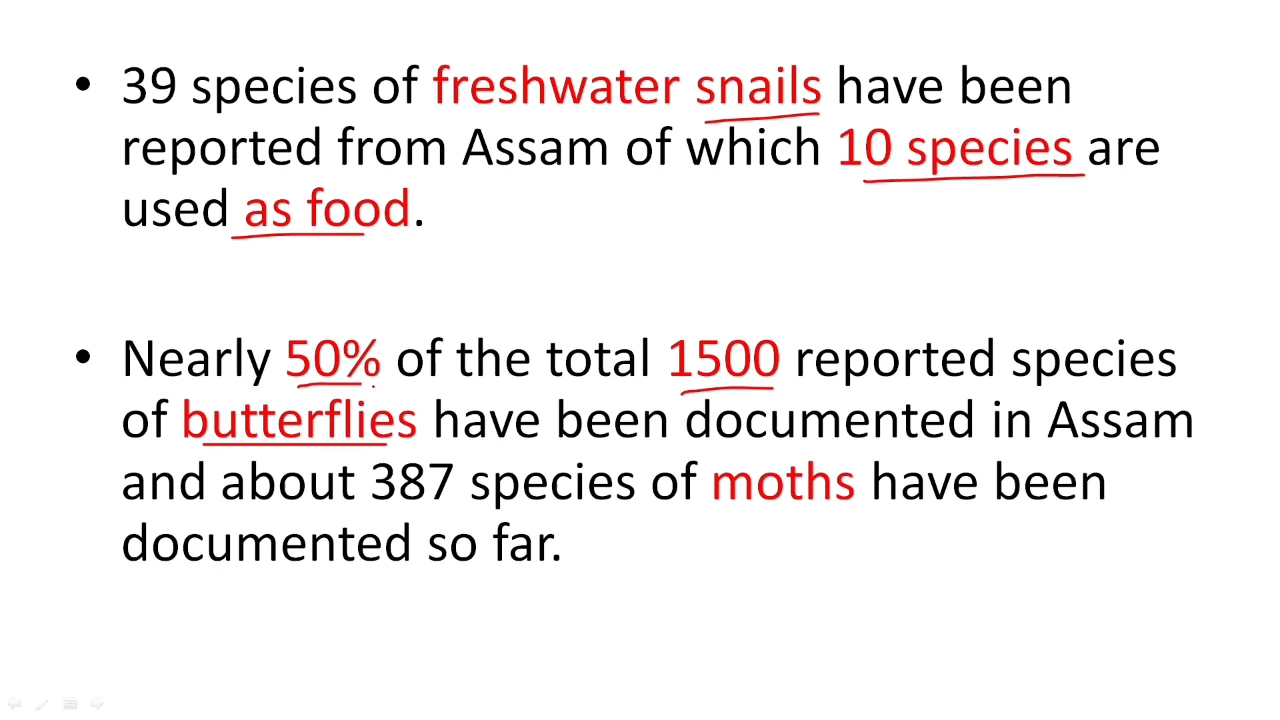 • 39 species of freshwater snails have been
reported from Assam of which 10 species are
used as food.
• Nearly 50% of the total 1500 reported species
of butterflies have been documented in Assam
and about 387 species of moths have been
documented so far.